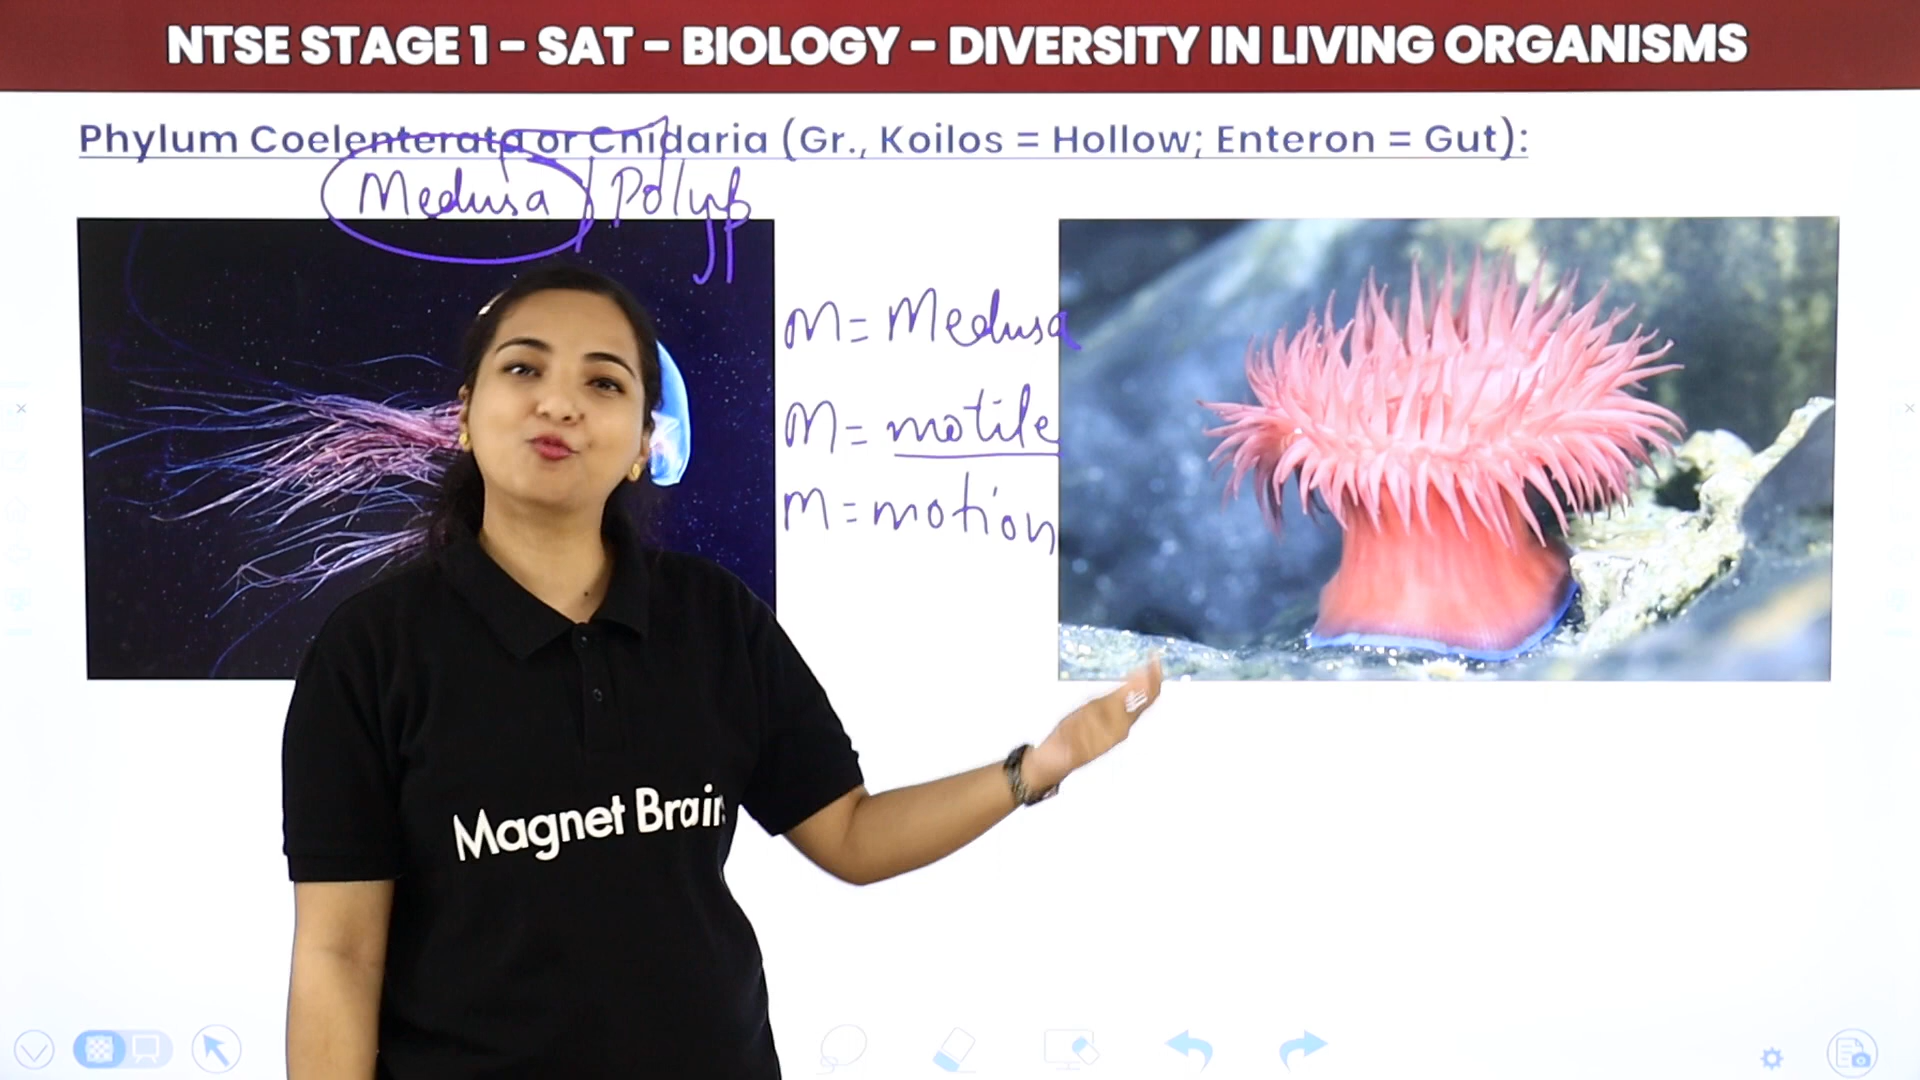 NTSE STAGE 1 - SAT - BIOLOGY - DIVERSITY IN LIVING ORGANISMS
Phylum Coelenterata or Cnidaria (Gr., Koilos = Hollow; Enteron = Gut):
Medusa / Polyp
M = Medusa
M = motile
M = motion
Magnet Brain